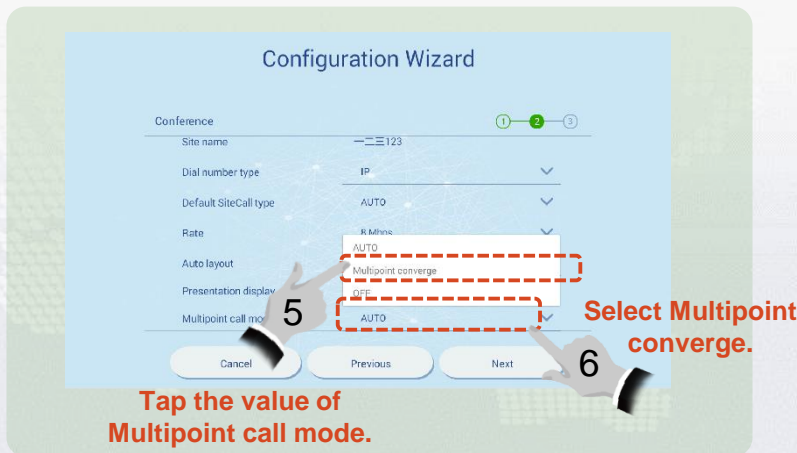 Configuration Wizard
Conference
1 2 3
Site name 一二三123
Dial number type IP
Default SiteCall type AUTO
Rate 8 Mbps
AUTO
Auto layout
Multipoint converge
Presentation display
OFF
Multipoint call mo AUTO
5
Select Multipoint
converge.
Cancel Previous Next
6
Tap the value of
Multipoint call mode.